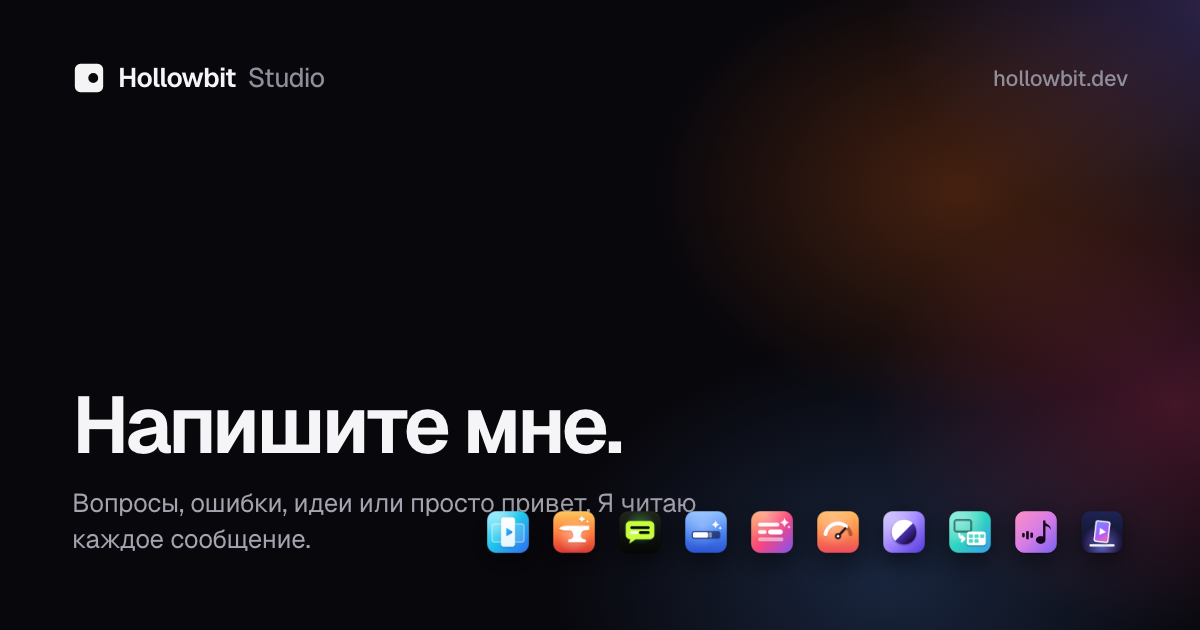 Hollowbit Studio
hollowbit.dev
Напишите мне.
Вопросы, ошибки, идеи или просто привет. Я читаю
каждое сообщение.